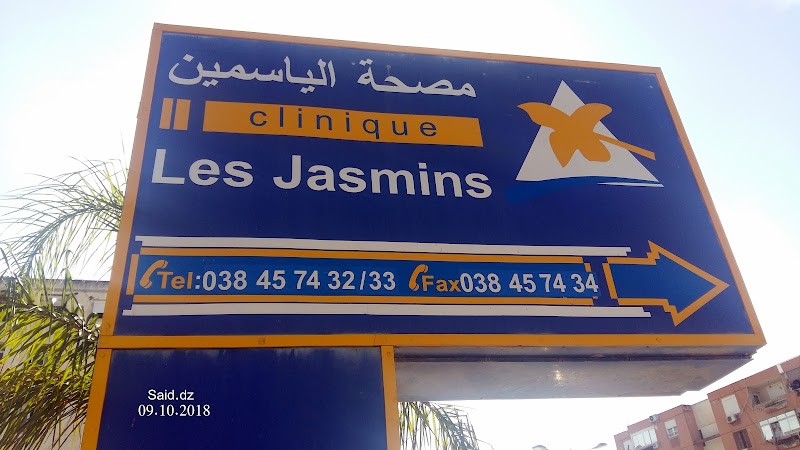 مصحة الياسمين
clinique
Les Jasmins
Tel:038 45 74 32/33 Fax038 45 74 34
Said.dz
09.10.2018